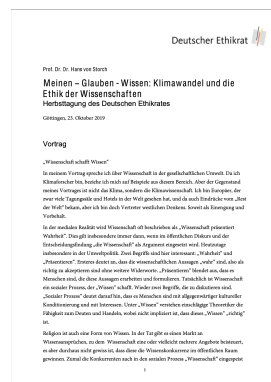 Deutscher Ethikrat
Prof. Dr. Dr. Hans von Storch
Meinen – Glauben - Wissen: Klimawandel und die
Ethik der Wissenschaften
Herbsttagung des Deutschen Ethikrates
Göttingen, 23. Oktober 2019
Vortrag
„Wissenschaft schafft Wissen“
In meinem Vortrag spreche ich über Wissenschaft in der gesellschaftlichen Umwelt. Da ich
Klimaforscher bin, beziehe ich mich auf Beispiele aus diesem Bereich. Aber der Gegenstand
meines Vortrages ist nicht das Klima, sondern die Klimawissenschaft. Ich bin Europäer, der
zwar viele Tagungssäle und Hotels in der Welt gesehen hat, und da auch Eindrücke vom „Rest
der Welt“ bekam, aber ich bin doch Vertreter westlichen Denkens. Soweit als Einengung und
Vorbehalt.
In der medialen Realität wird Wissenschaft oft beschrieben als „Wissenschaft präsentiert
Wahrheit“. Dies gilt insbesondere immer dann, wenn im öffentlichen Diskurs und der
Entscheidungsfindung „die Wissenschaft“ als Argument eingesetzt wird. Heutzutage
insbesondere in der Umweltpolitik. Zwei Begriffe sind hier interessant: „Wahrheit“ und
„Präsentieren“. Ersteres deutet an, dass die wissenschaftlichen Aussagen „wahr“ sind, also als
richtig zu akzeptieren sind ohne weitere Widerworte. „Präsentieren“ blendet aus, dass es
Menschen sind, die diese Aussagen erarbeiten und formulieren. Tatsächlich ist Wissenschaft
ein sozialer Prozess, der „Wissen“ schafft. Wieder zwei Begriffe, die zu diskutieren sind.
„Sozialer Prozess“ deutet darauf hin, dass es Menschen sind mit allgegenwärtiger kultureller
Konditionierung und mit Interessen. Unter „Wissen“ verstehen einschlägige Theoretiker die
Fähigkeit zum Deuten und Handeln, wobei nicht impliziert ist, dass dieses „Wissen“ „richtig“
ist.
Religion ist auch eine Form von Wissen. In der Tat gibt es einen Markt an
Wissensansprüchen, zu dem Wissenschaft eine oder vielleicht mehrere Angebote beisteuert,
es aber durchaus nicht gewiss ist, dass diese die Wissenskonkurrenz im öffentlichen Raum
gewinnen. Zumal die Konkurrenten auch in den sozialen Prozess „Wissenschaft“ eingespeist
1